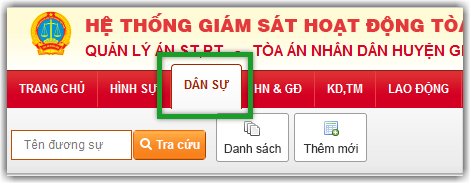 HỆ THỐNG GIÁM SÁT HOẠT ĐỘNG TÒA
QUẢN LÝ ÁN ST,PT - TÒA ÁN NHÂN DÂN HUYỆN
TRANG CHỦ HÌNH SỰ DÂN SỰ HN & GĐ KD,TM LAO ĐỘNG
Tên đương sự Tra cứu Danh sách Thêm mới